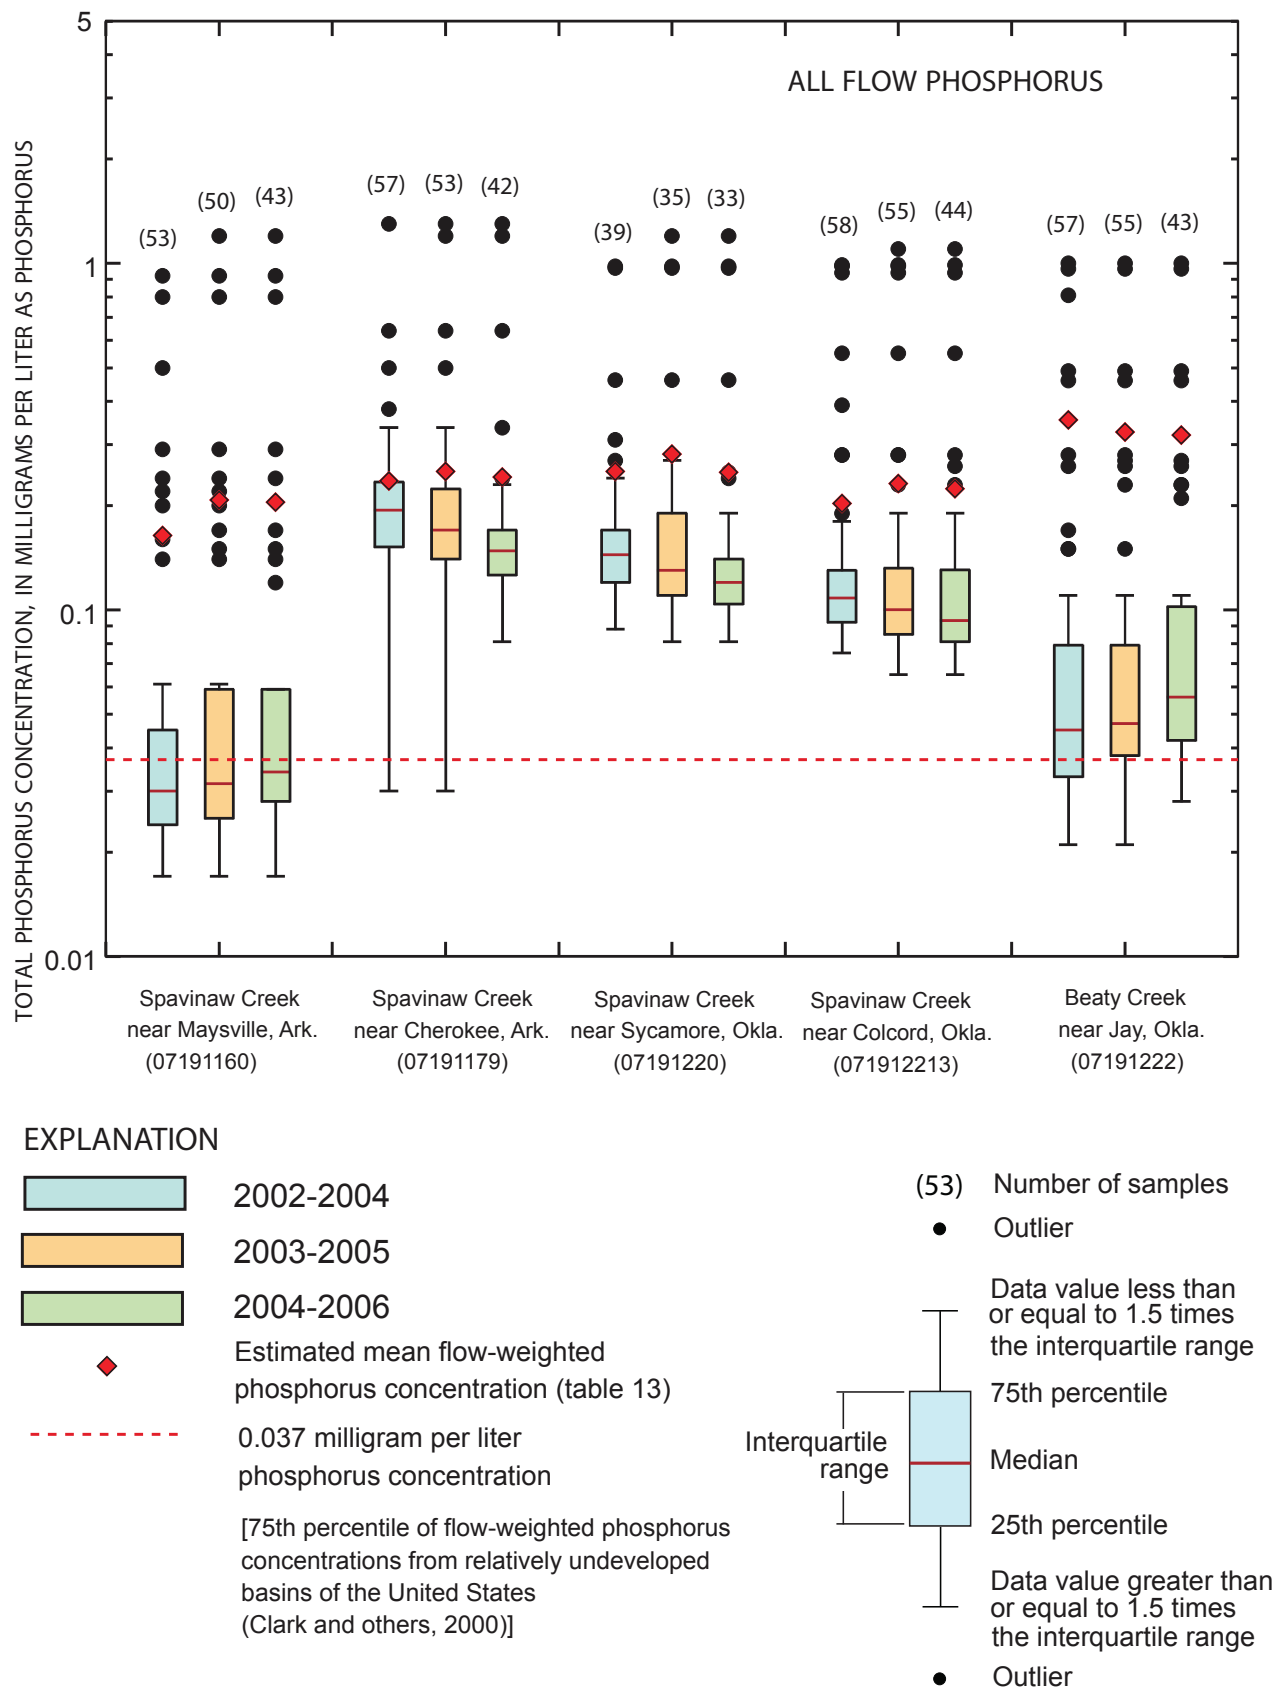 TOTAL PHOSPHORUS CONCENTRATION, IN MILLIGRAMS PER LITER AS PHOSPHORUS
5
1
0.1
0.01
ALL FLOW PHOSPHORUS
(53)
(50)
(43)
(57)
(53)
(42)
(39)
(35)
(33)
(58)
(55)
(44)
(57)
(55)
(43)
Spavinaw Creek
near Maysville, Ark.
(07191160)
Spavinaw Creek
near Cherokee, Ark.
(07191179)
Spavinaw Creek
near Sycamore, Okla.
(07191220)
Spavinaw Creek
near Colcord, Okla.
(071912213)
Beaty Creek
near Jay, Okla.
(07191222)
EXPLANATION
2002-2004
2003-2005
2004-2006
Estimated mean flow-weighted
phosphorus concentration (table 13)
0.037 milligram per liter
phosphorus concentration
[75th percentile of flow-weighted phosphorus
concentrations from relatively undeveloped
basins of the United States
(Clark and others, 2000)]
(53) Number of samples
Outlier
Data value less than
or equal to 1.5 times
the interquartile range
75th percentile
Interquartile
range
Median
25th percentile
Data value greater than
or equal to 1.5 times
the interquartile range
Outlier